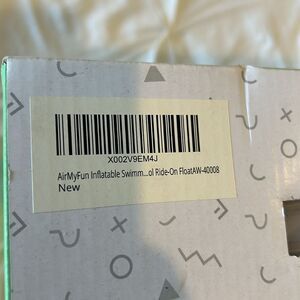 X002V9EM4J
AirMyFun Inflatable Swimm...ol Ride-On FloatAW-40008
New